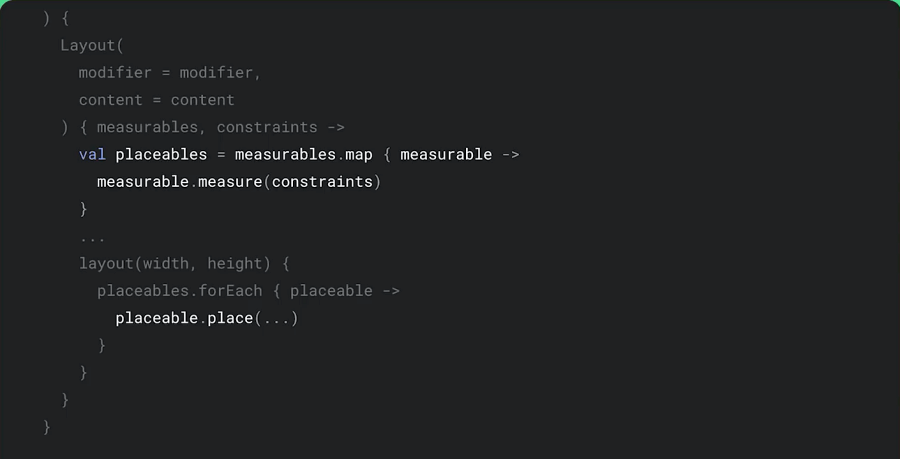 ) {
Layout(
modifier = modifier,
content = content
) { measurables, constraints ->
val placeables = measurables.map { measurable ->
measurable.measure(constraints)
}
...
layout(width, height) {
placeables.forEach { placeable ->
placeable.place(...)
}
}
}
}